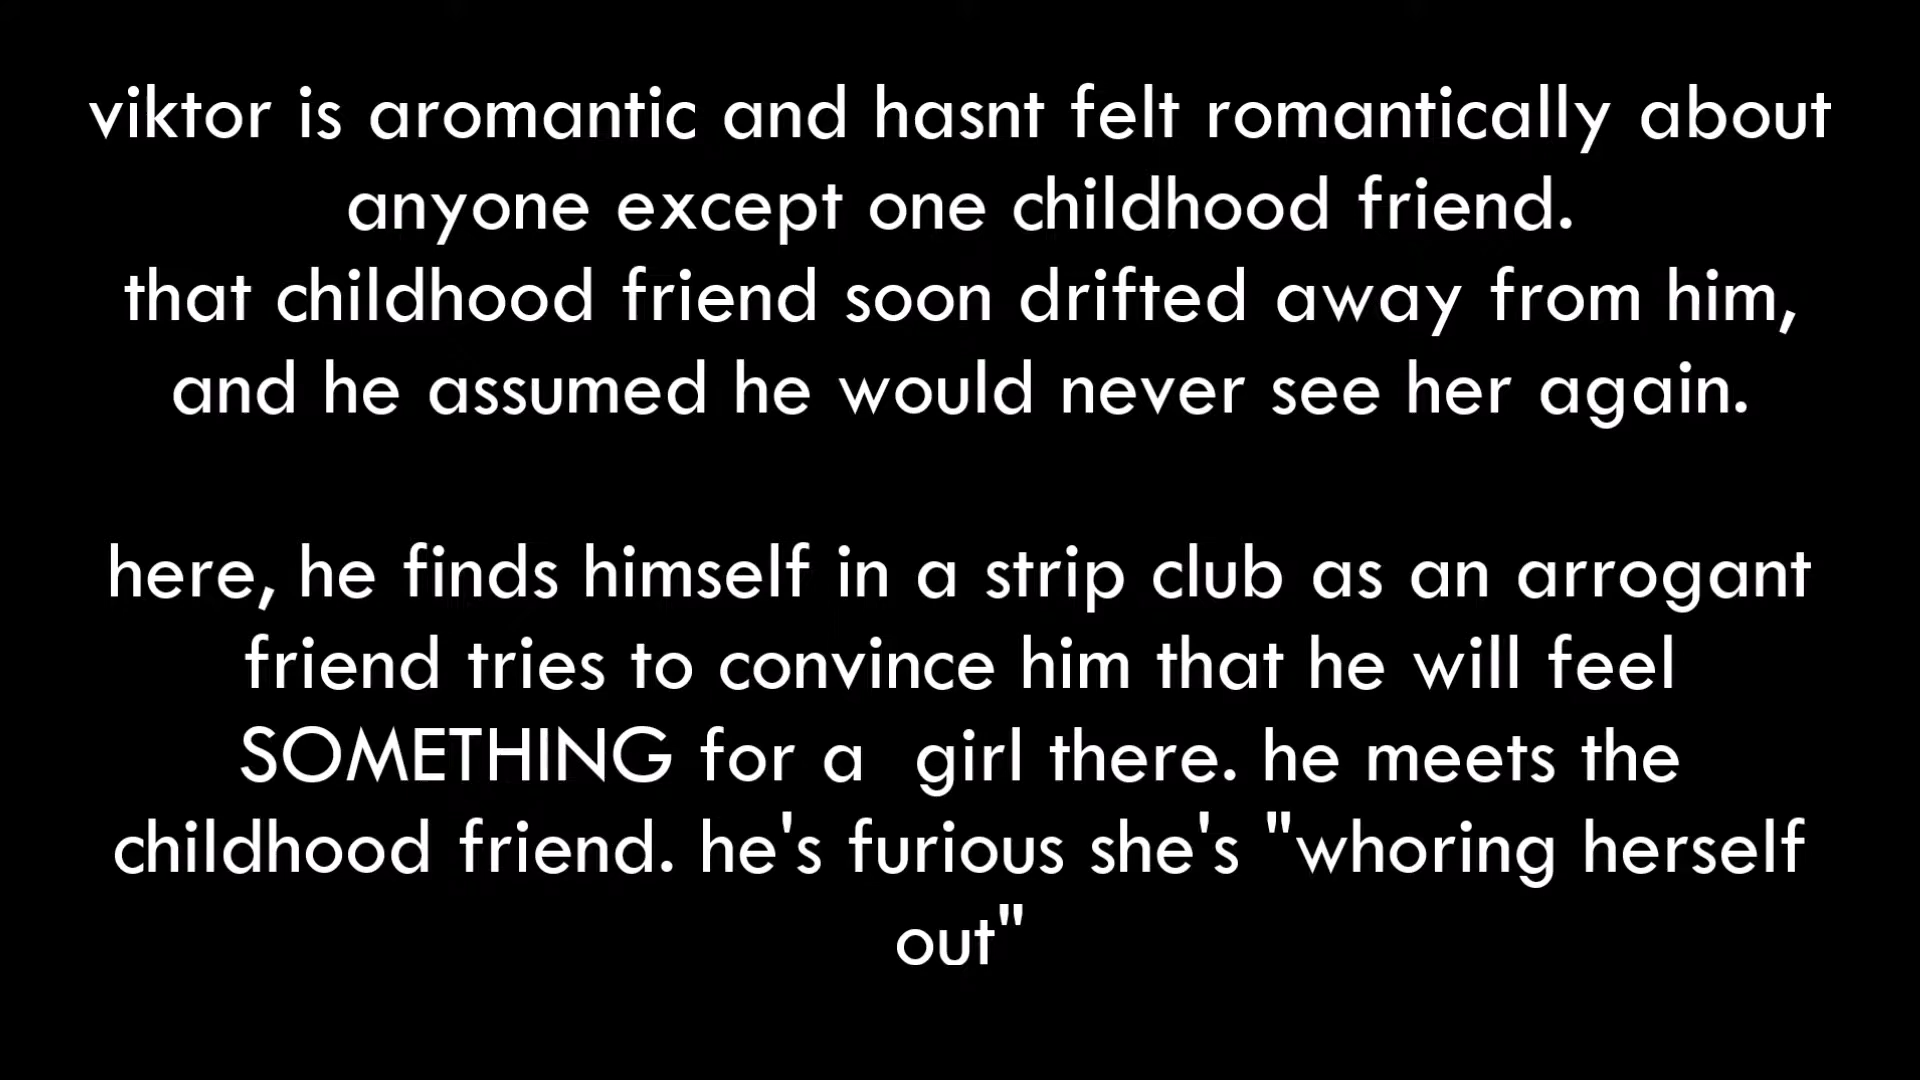 viktor is aromantic and hasnt felt romantically about
anyone except one childhood friend.
that childhood friend soon drifted away from him,
and he assumed he would never see her again.
here, he finds himself in a strip club as an arrogant
friend tries to convince him that he will feel
SOMETHING for a  girl there. he meets the
childhood friend. he's furious she's "whoring herself
out"